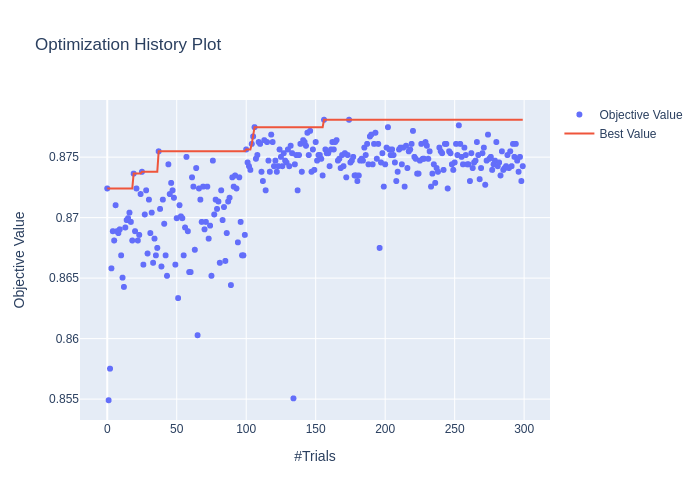 Optimization History Plot
Objective Value
Best Value
0.875
0.87
0.865
0.86
0.855
Objective Value
0
50
100
150
200
250
300
#Trials